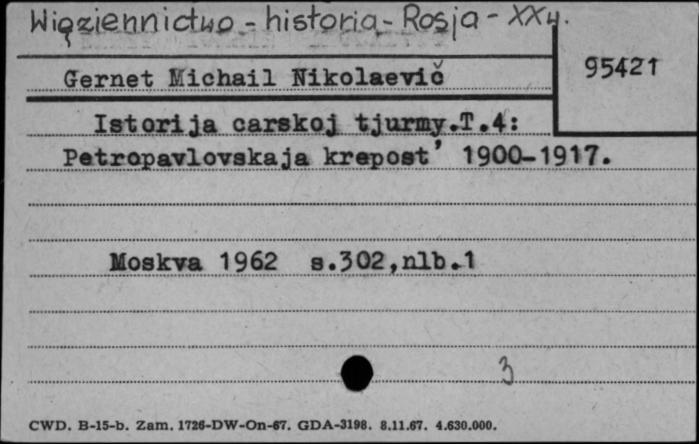 Więziennictwo - historia - Rosja - XX w.
95421
Gernet Michail Nikolaevič
Istorija carskoj tjurmy.T.4:
Petropavlovskaja krepost' 1900-1917.
Moskva 1962 s.302,nlb.1
3
CWD. B-15-b. Zam. 1726-DW-On-67. GDA-3198. 8.11.67. 4.630.000.